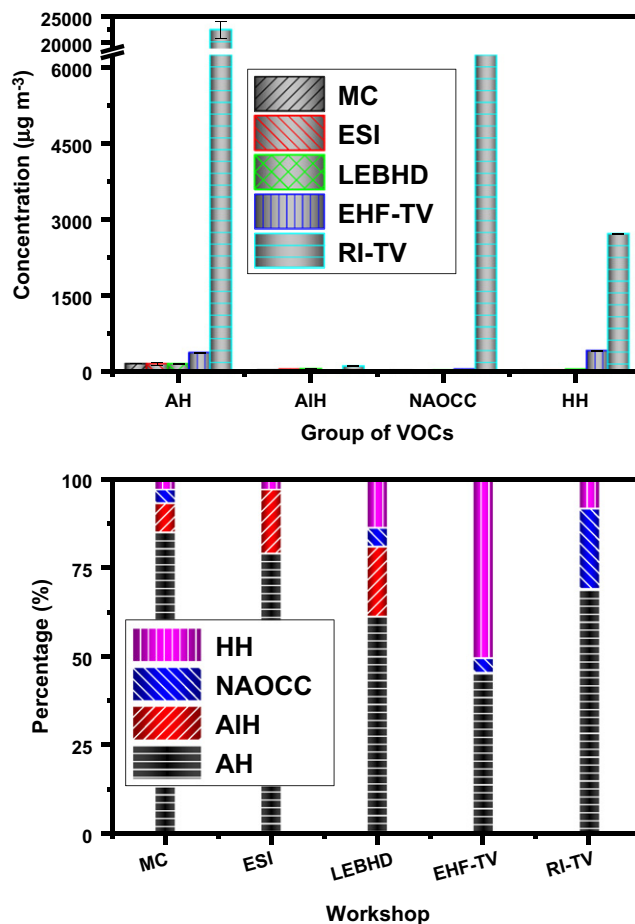 25000
20000
6000
4500
3000
1500
0
Concentration (μg m-3)
MC
ESI
LEBHD
EHF-TV
RI-TV
AH
AlH
NAOCC
HH
Group of VOCs
100
75
50
25
0
Percentage (%)
HH
NAOCC
AlH
AH
MC
ESI
LEBHD
EHF-TV
RI-TV
Workshop